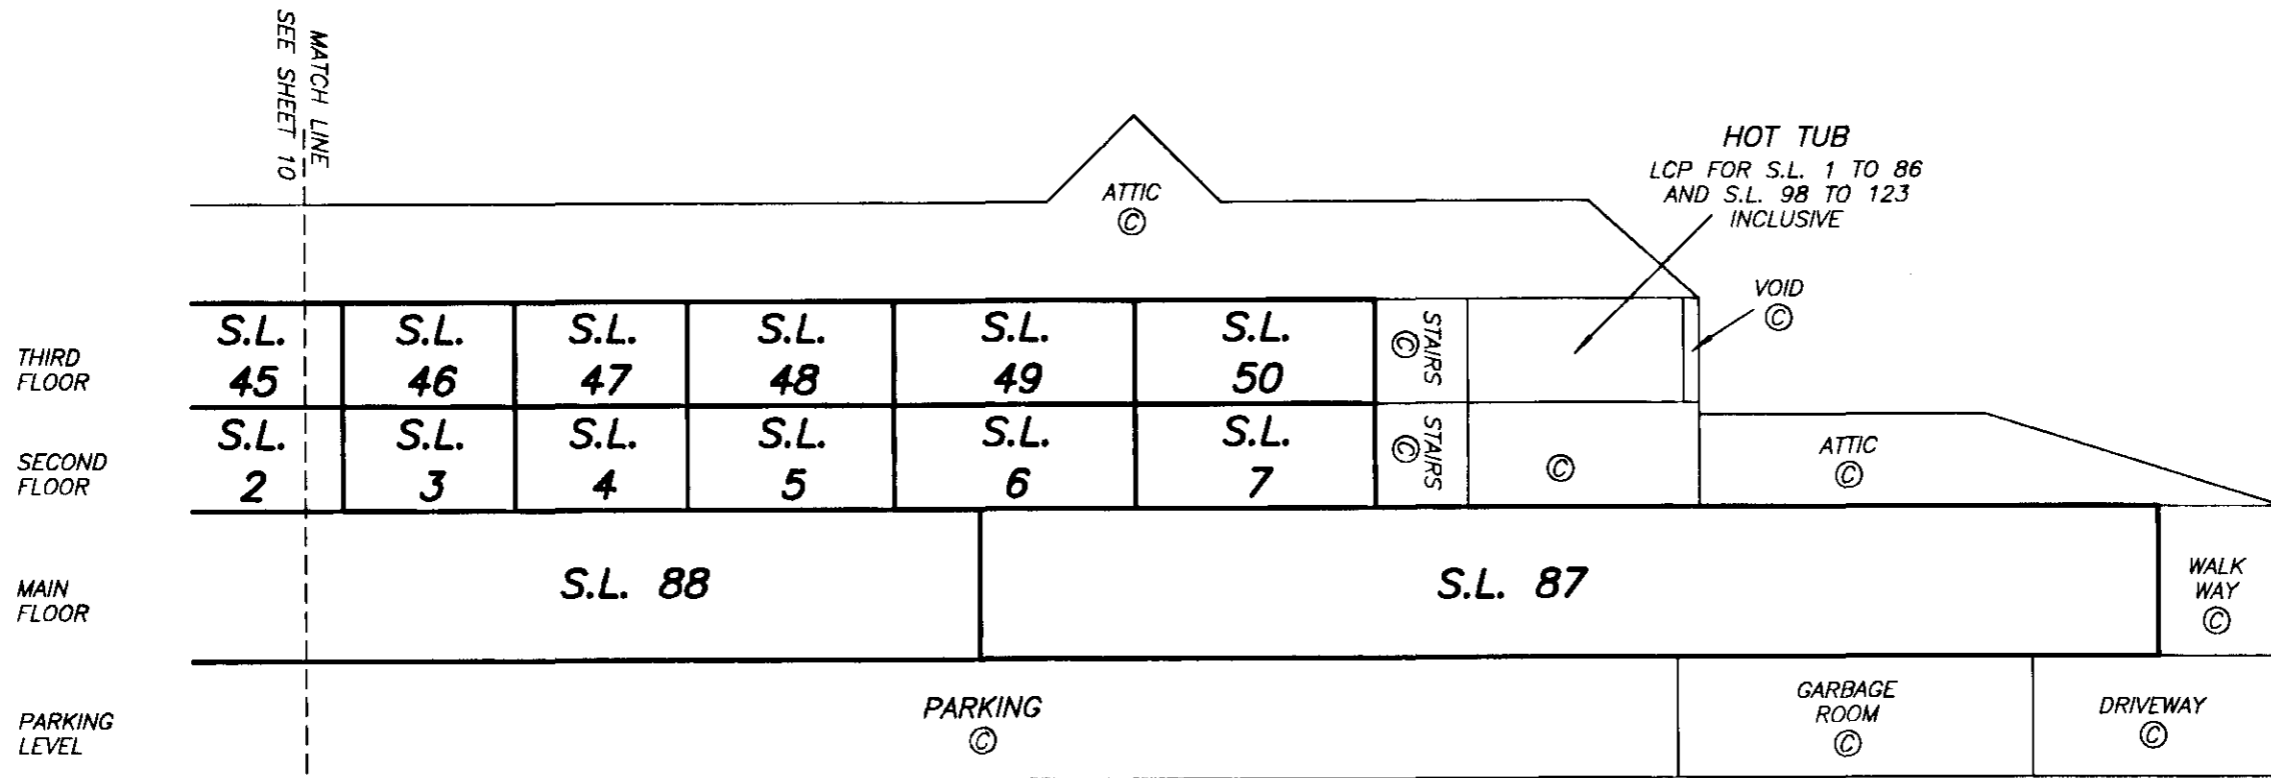 MATCH LINE
SEE SHEET 10
HOT TUB
LCP FOR S.L. 1 TO 86
AND S.L. 98 TO 123
INCLUSIVE
ATTIC
©
VOID
©
THIRD
FLOOR
S.L.
45
S.L.
46
S.L.
47
S.L.
48
S.L.
49
S.L.
50
STAIRS
©
SECOND
FLOOR
S.L.
2
S.L.
3
S.L.
4
S.L.
5
S.L.
6
S.L.
7
STAIRS
©
©
ATTIC
©
MAIN
FLOOR
S.L. 88
S.L. 87
WALK
WAY
©
PARKING
LEVEL
PARKING
©
GARBAGE
ROOM
©
DRIVEWAY
©